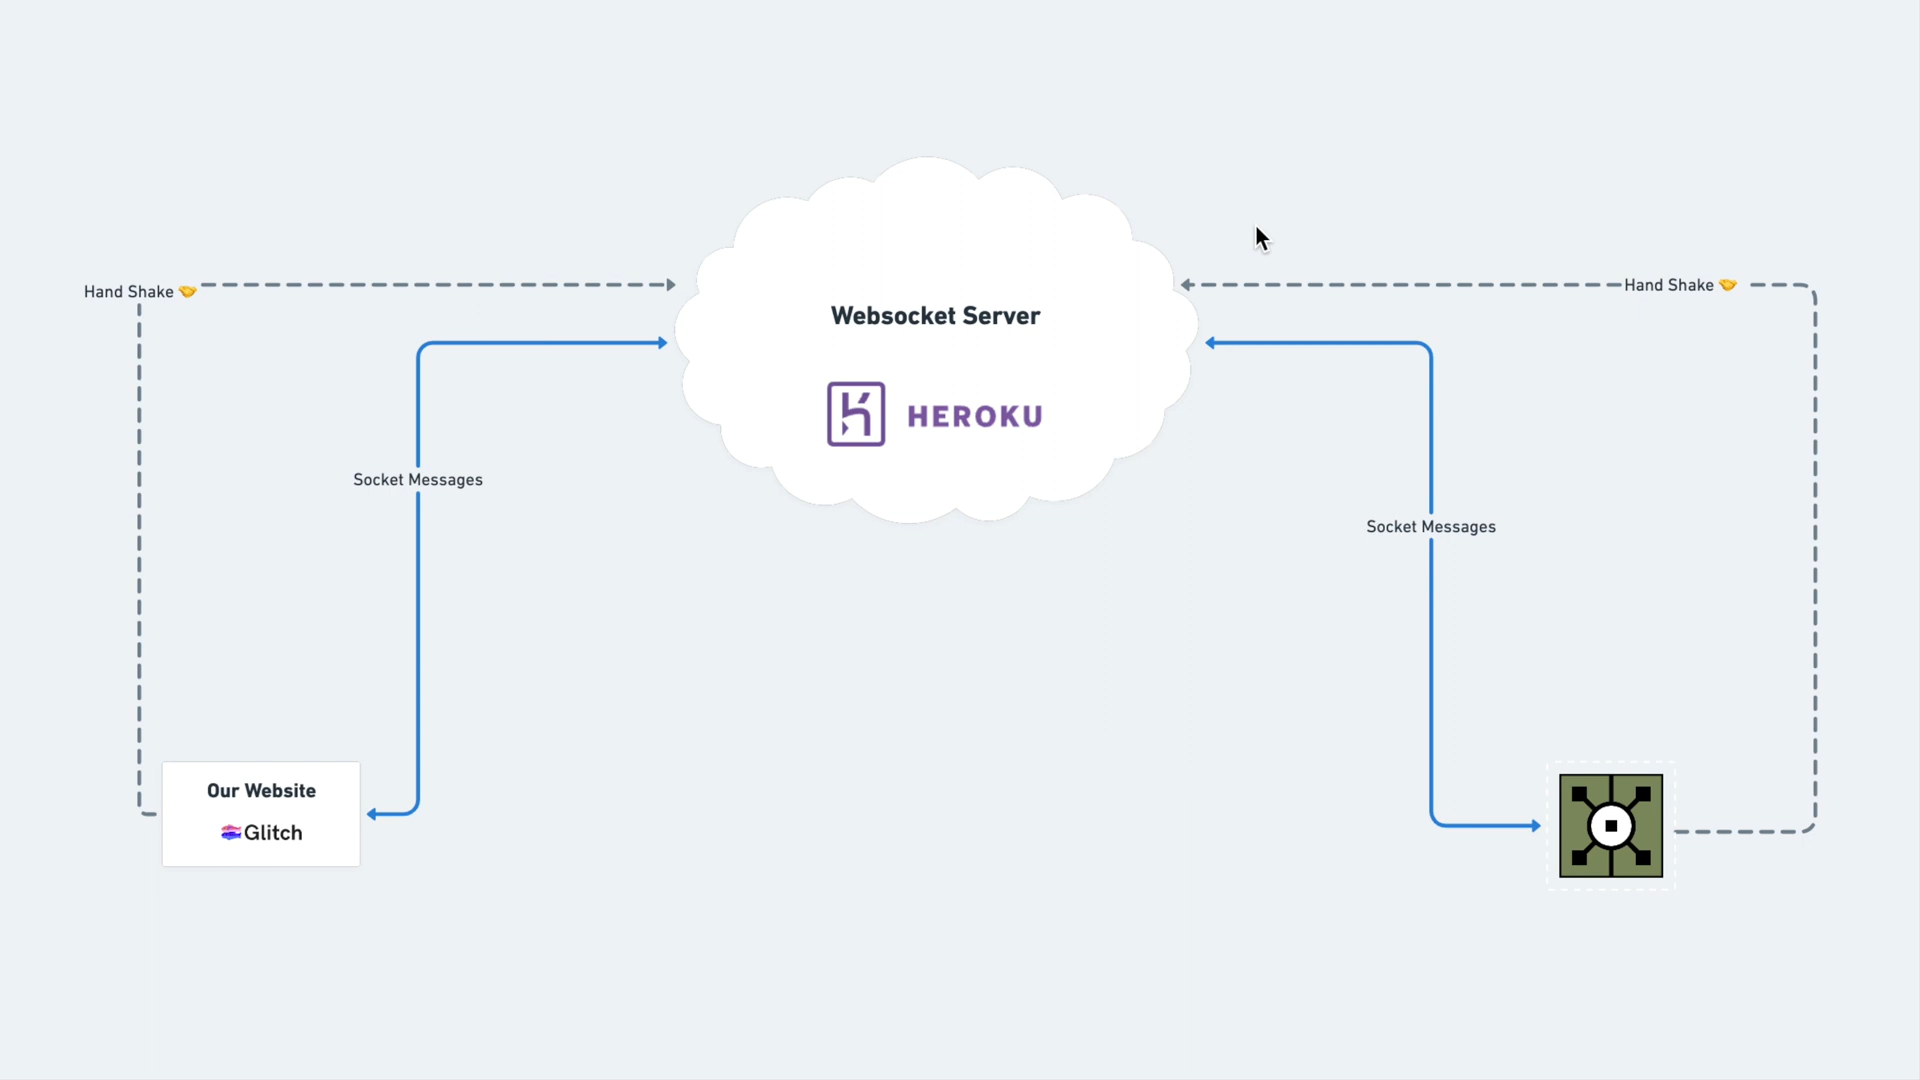 Hand Shake 🤝
Hand Shake 🤝
Websocket Server
HEROKU
Socket Messages
Socket Messages
Our Website
Glitch